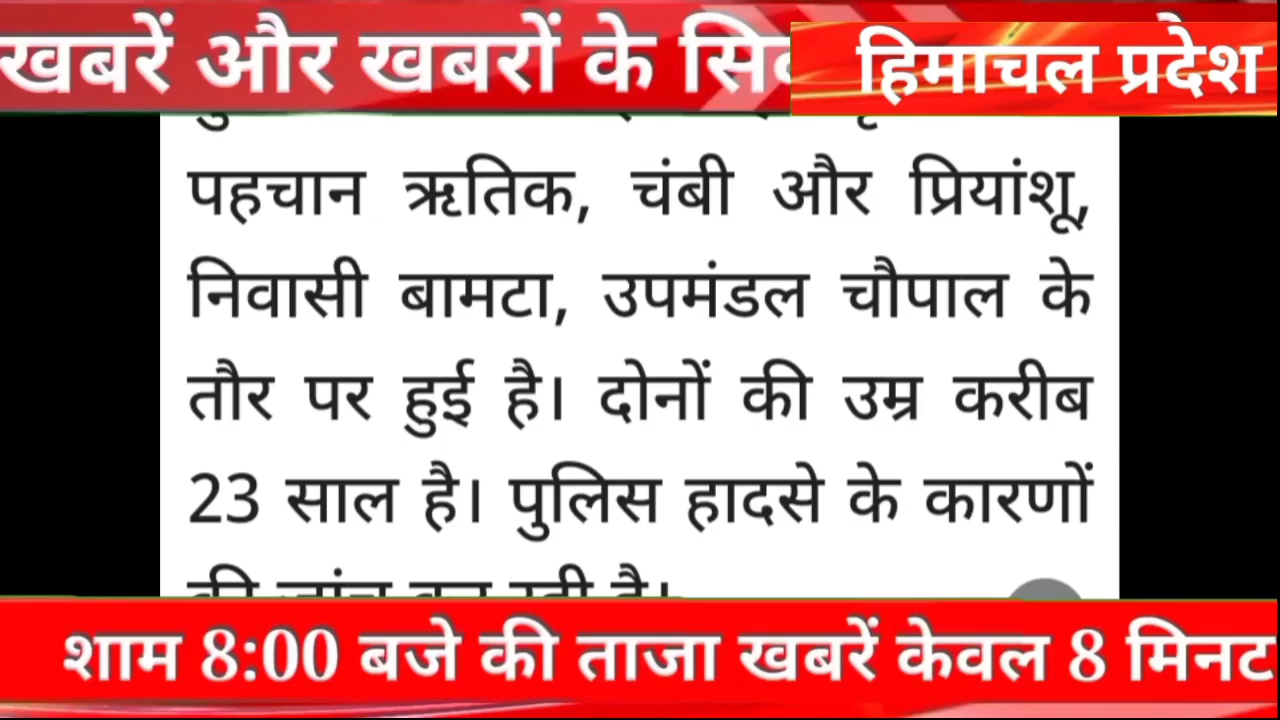 खबरें और खबरों के
हिमाचल प्रदेश
पहचान ऋतिक, चंबी और प्रियांशू,
निवासी बामटा, उपमंडल चौपाल के
तौर पर हुई है। दोनों की उम्र करीब
23 साल है। पुलिस हादसे के कारणों
शाम 8:00 बजे की ताजा खबरें केवल 8 मिनट